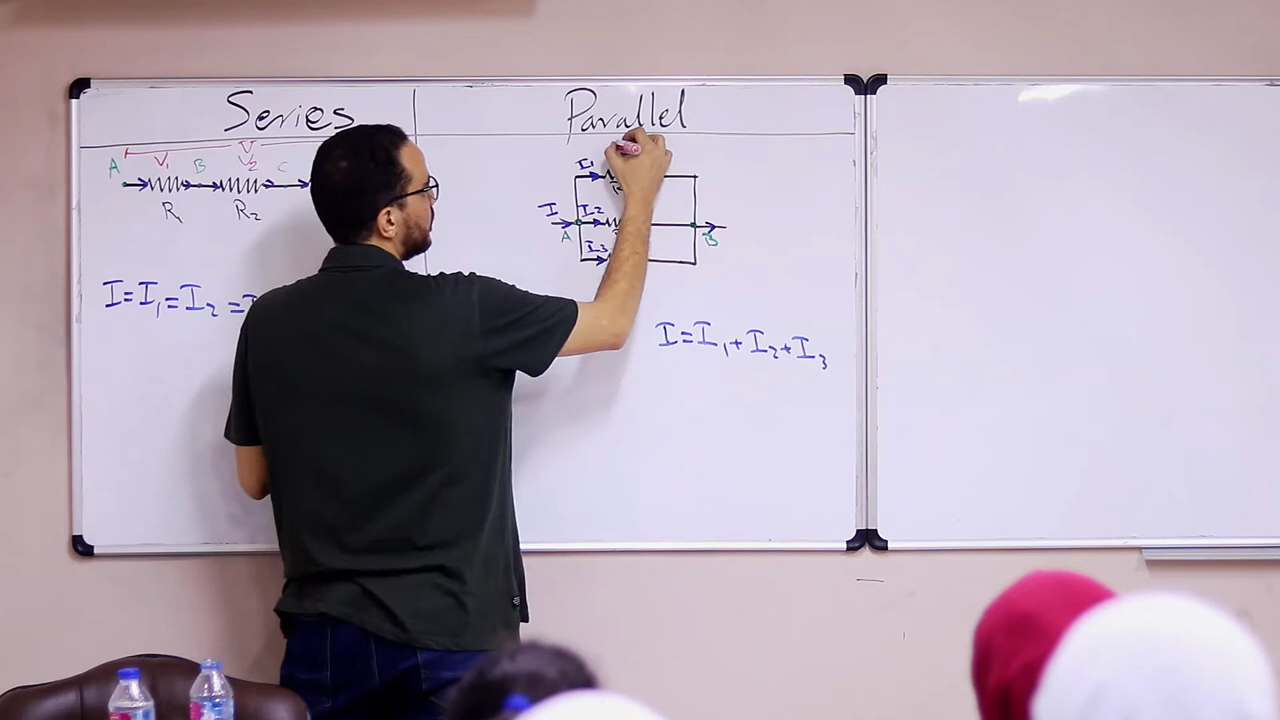 Series
Parallel
V
A V₁ B V₂ C
R₁ R₂
I = I₁ = I₂ =
I₁
I I₂
A B
I₃
I = I₁ + I₂ + I₃